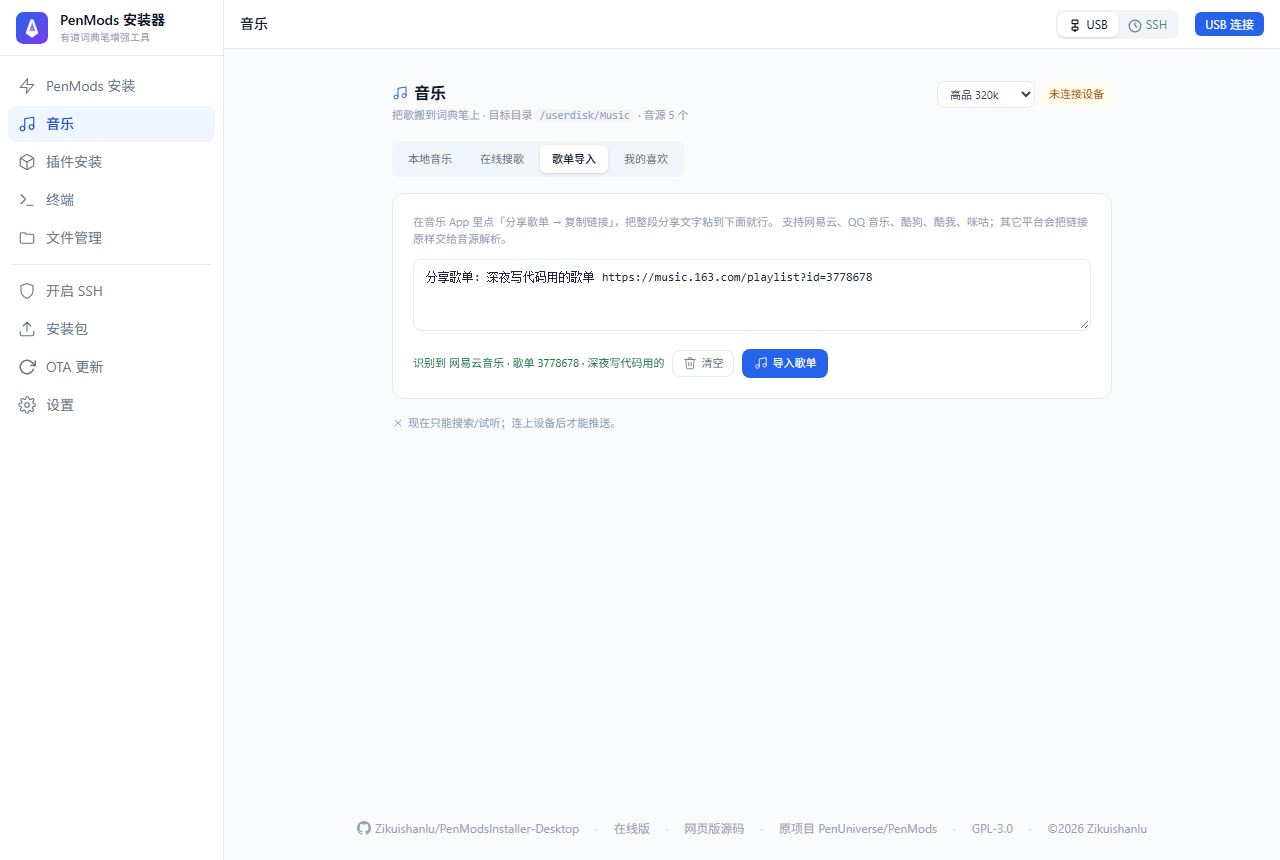 PenMods 安装器
有道词典笔增强工具
PenMods 安装
音乐
插件安装
终端
文件管理
开启 SSH
安装包
OTA 更新
设置
音乐
USB
SSH
USB 连接
音乐
把歌搬到词典笔上 · 目标目录 /userdisk/Music · 音源 5 个
高品 320k
未连接设备
本地音乐
在线搜歌
歌单导入
我的喜欢
在音乐 App 里点「分享歌单 → 复制链接」，把整段分享文字粘到下面就行。 支持网易云、QQ 音乐、酷狗、酷我、咪咕；其它平台会把链接
原样交给音源解析。
分享歌单: 深夜写代码用的歌单 https://music.163.com/playlist?id=3778678
识别到 网易云音乐 · 歌单 3778678 · 深夜写代码用的
清空
导入歌单
现在只能搜索/试听；连上设备后才能推送。
Zikuishanlu/PenModsInstaller-Desktop · 在线版 · 网页版源码 · 原项目 PenUniverse/PenMods · GPL-3.0 · ©2026 Zikuishanlu